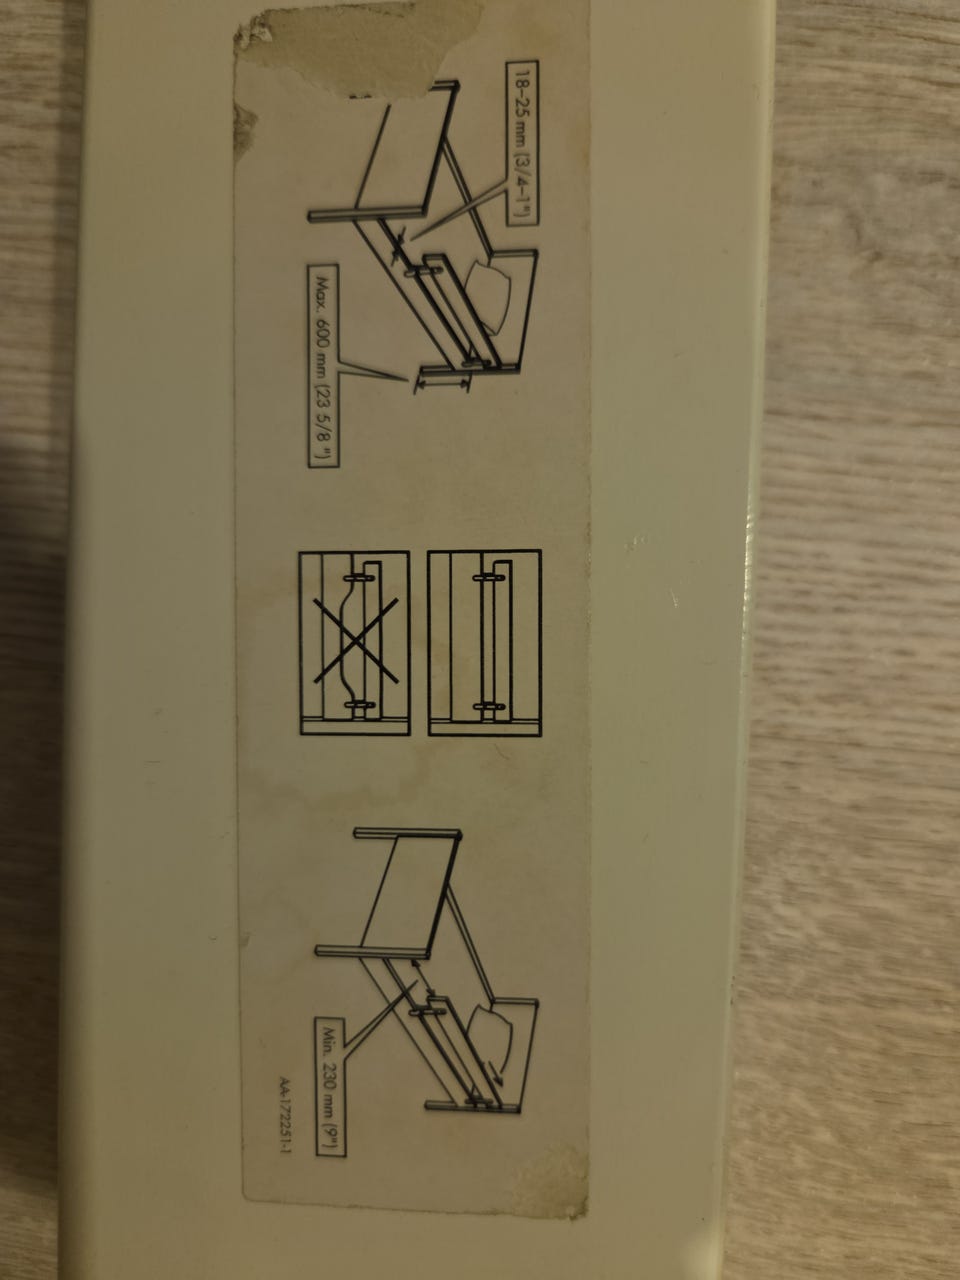 18–25 mm (3/4–1")
Max. 600 mm (23 5/8 ")
Min. 230 mm (9")
AA-172251-1